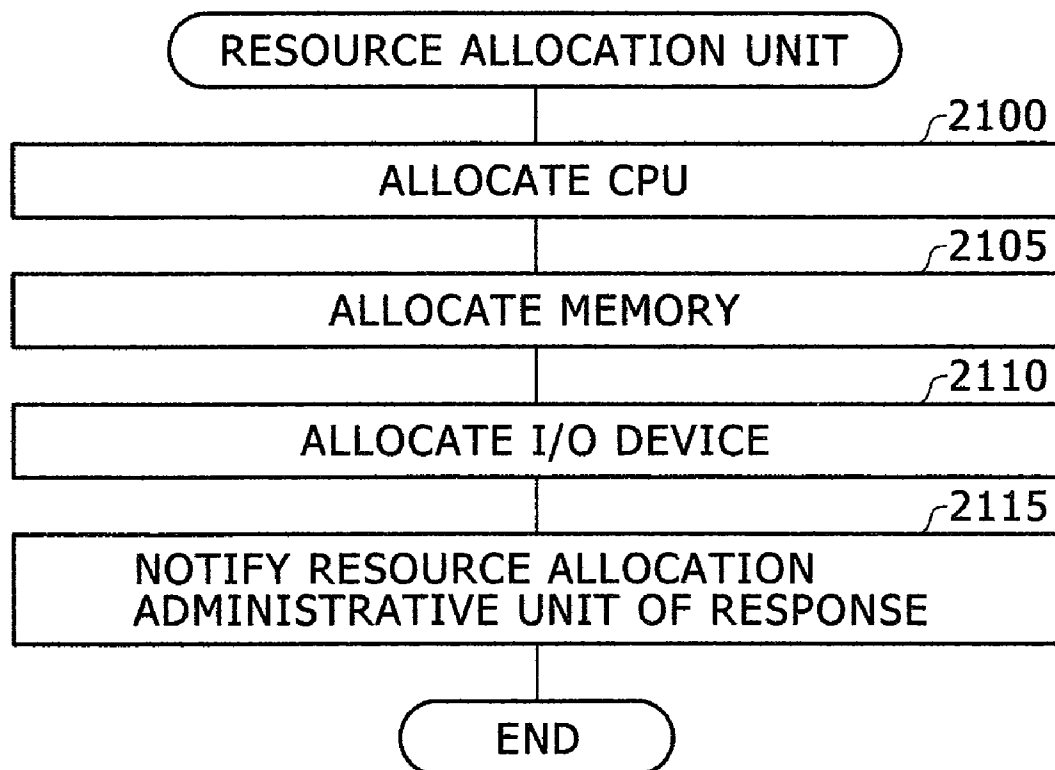 RESOURCE ALLOCATION UNIT
2100
ALLOCATE CPU
2105
ALLOCATE MEMORY
2110
ALLOCATE I/O DEVICE
2115
NOTIFY RESOURCE ALLOCATION
ADMINISTRATIVE UNIT OF RESPONSE
END